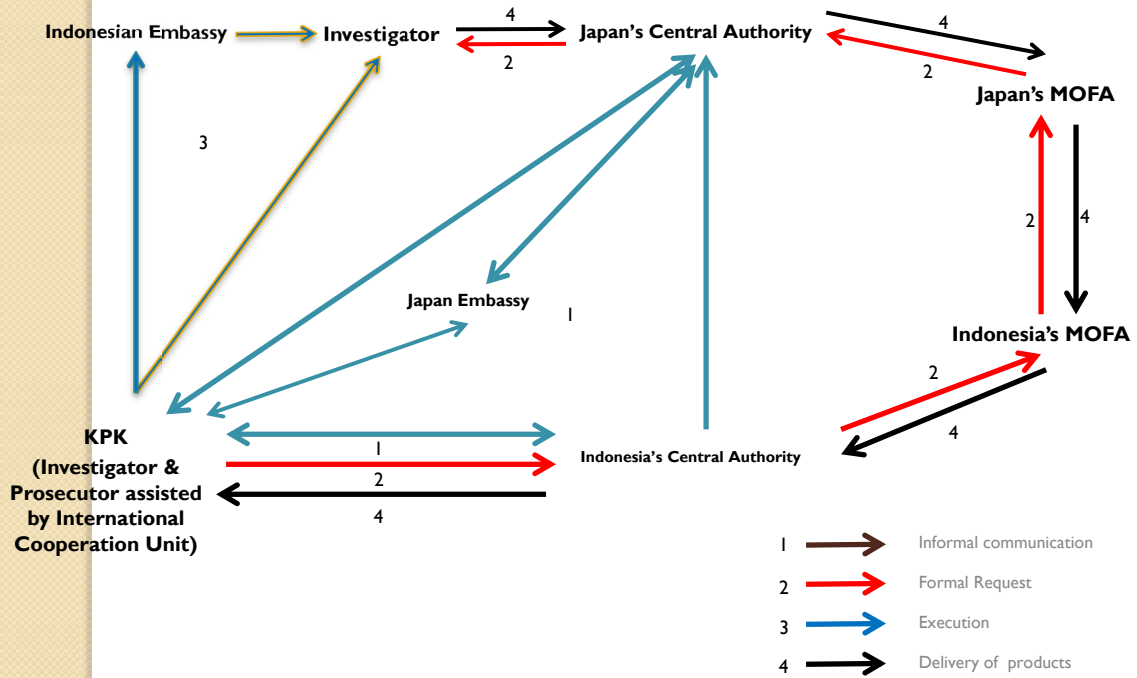 Indonesian Embassy
Investigator
4
2
Japan's Central Authority
4
2
Japan's MOFA
3
2
4
Japan Embassy
1
Indonesia's MOFA
2
4
KPK
(Investigator &
Prosecutor assisted
by International
Cooperation Unit)
1
2
4
Indonesia's Central Authority
1 Informal communication
2 Formal Request
3 Execution
4 Delivery of products